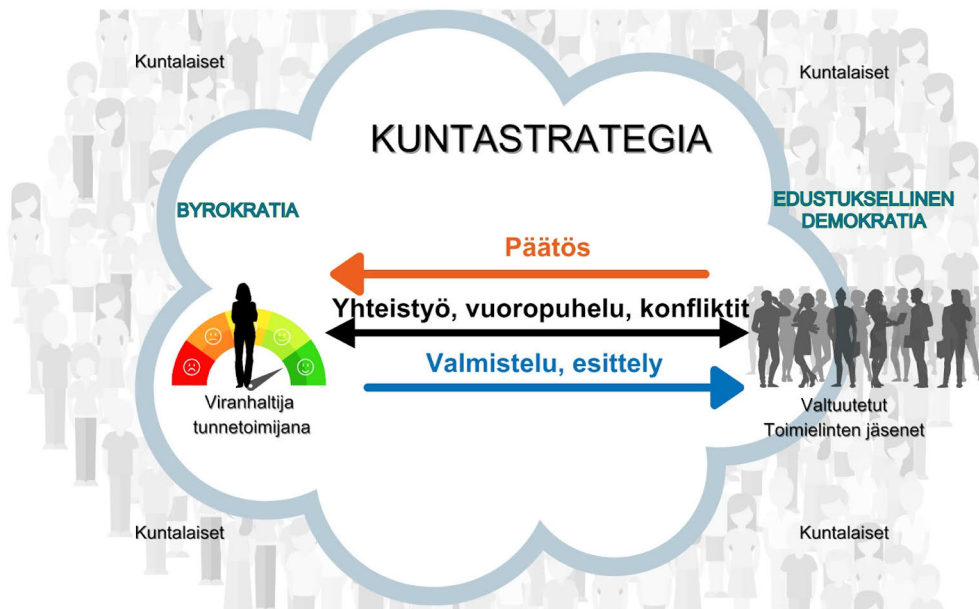 Kuntalaiset
Kuntalaiset
KUNTASTRATEGIA
BYROKRATIA
EDUSTUKSELLINEN
DEMOKRATIA
Päätös
Yhteistyö, vuoropuhelu, konfliktit
Valmistelu, esittely
Viranhaltija
tunnetoimijana
Valtuutetut
Toimielinten jäsenet
Kuntalaiset
Kuntalaiset